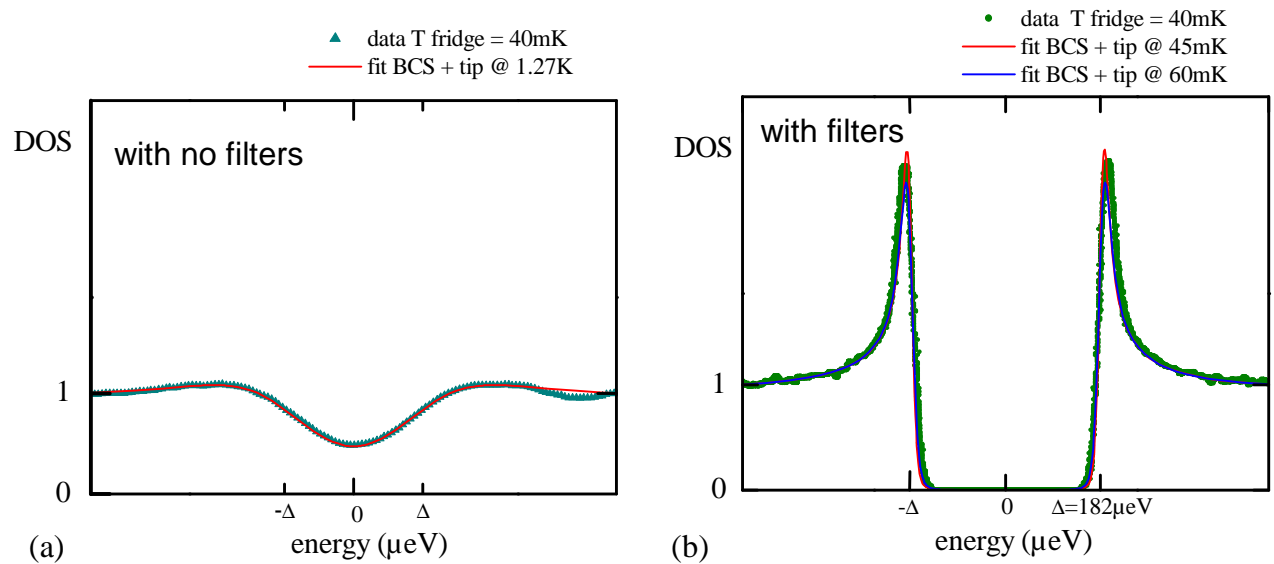 data T fridge = 40mK
fit BCS + tip @ 1.27K
DOS
with no filters
1
0
-Δ
0
Δ
(a)
energy (µeV)
data T fridge = 40mK
fit BCS + tip @ 45mK
fit BCS + tip @ 60mK
DOS
with filters
1
0
-Δ
0
Δ=182µeV
(b)
energy (µeV)